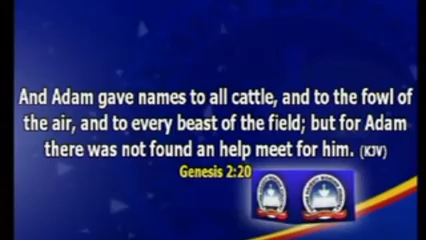 And Adam gave names to all cattle, and to the fowl of
the air, and to every beast of the field; but for Adam
there was not found an help meet for him. (KJV)
Genesis 2:20